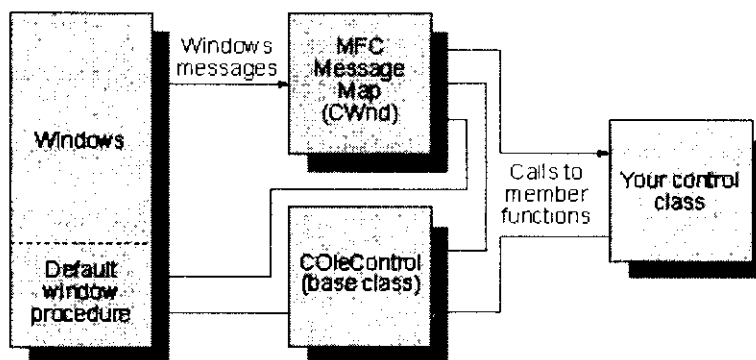 Windows
messages
MFC
Message
Map
(CWnd)
Windows
Default
window
procedure
COleControl
(base class)
Calls to
member
functions
Your control
class